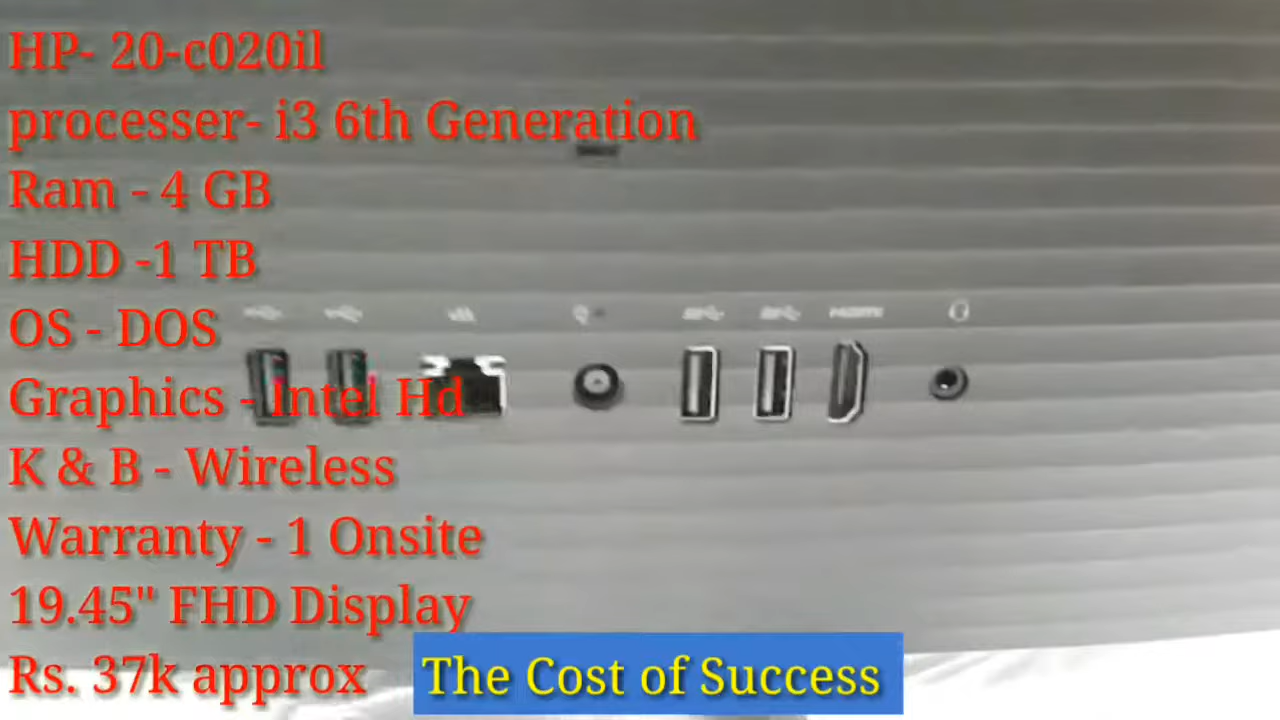 HP- 20-c020il
processer- i3 6th Generation
Ram - 4 GB
HDD -1 TB
OS - DOS
Graphics - Intel Hd
K & B - Wireless
Warranty - 1 Onsite
19.45" FHD Display
Rs. 37k approx
The Cost of Success
HDMI